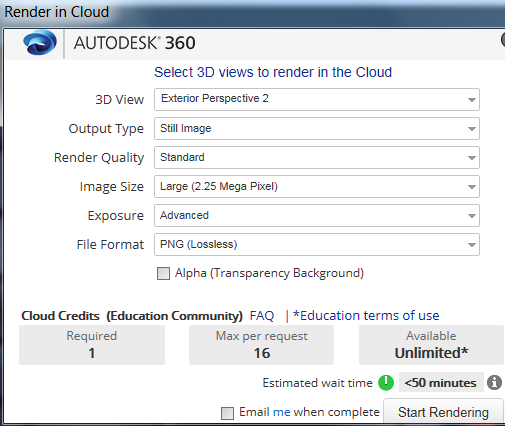 Render in Cloud
AUTODESK® 360
Select 3D views to render in the Cloud
3D View Exterior Perspective 2
Output Type Still Image
Render Quality Standard
Image Size Large (2.25 Mega Pixel)
Exposure Advanced
File Format PNG (Lossless)
Alpha (Transparency Background)
Cloud Credits (Education Community) FAQ | *Education terms of use
Required Max per request Available
1 16 Unlimited*
Estimated wait time <50 minutes
Email me when complete Start Rendering